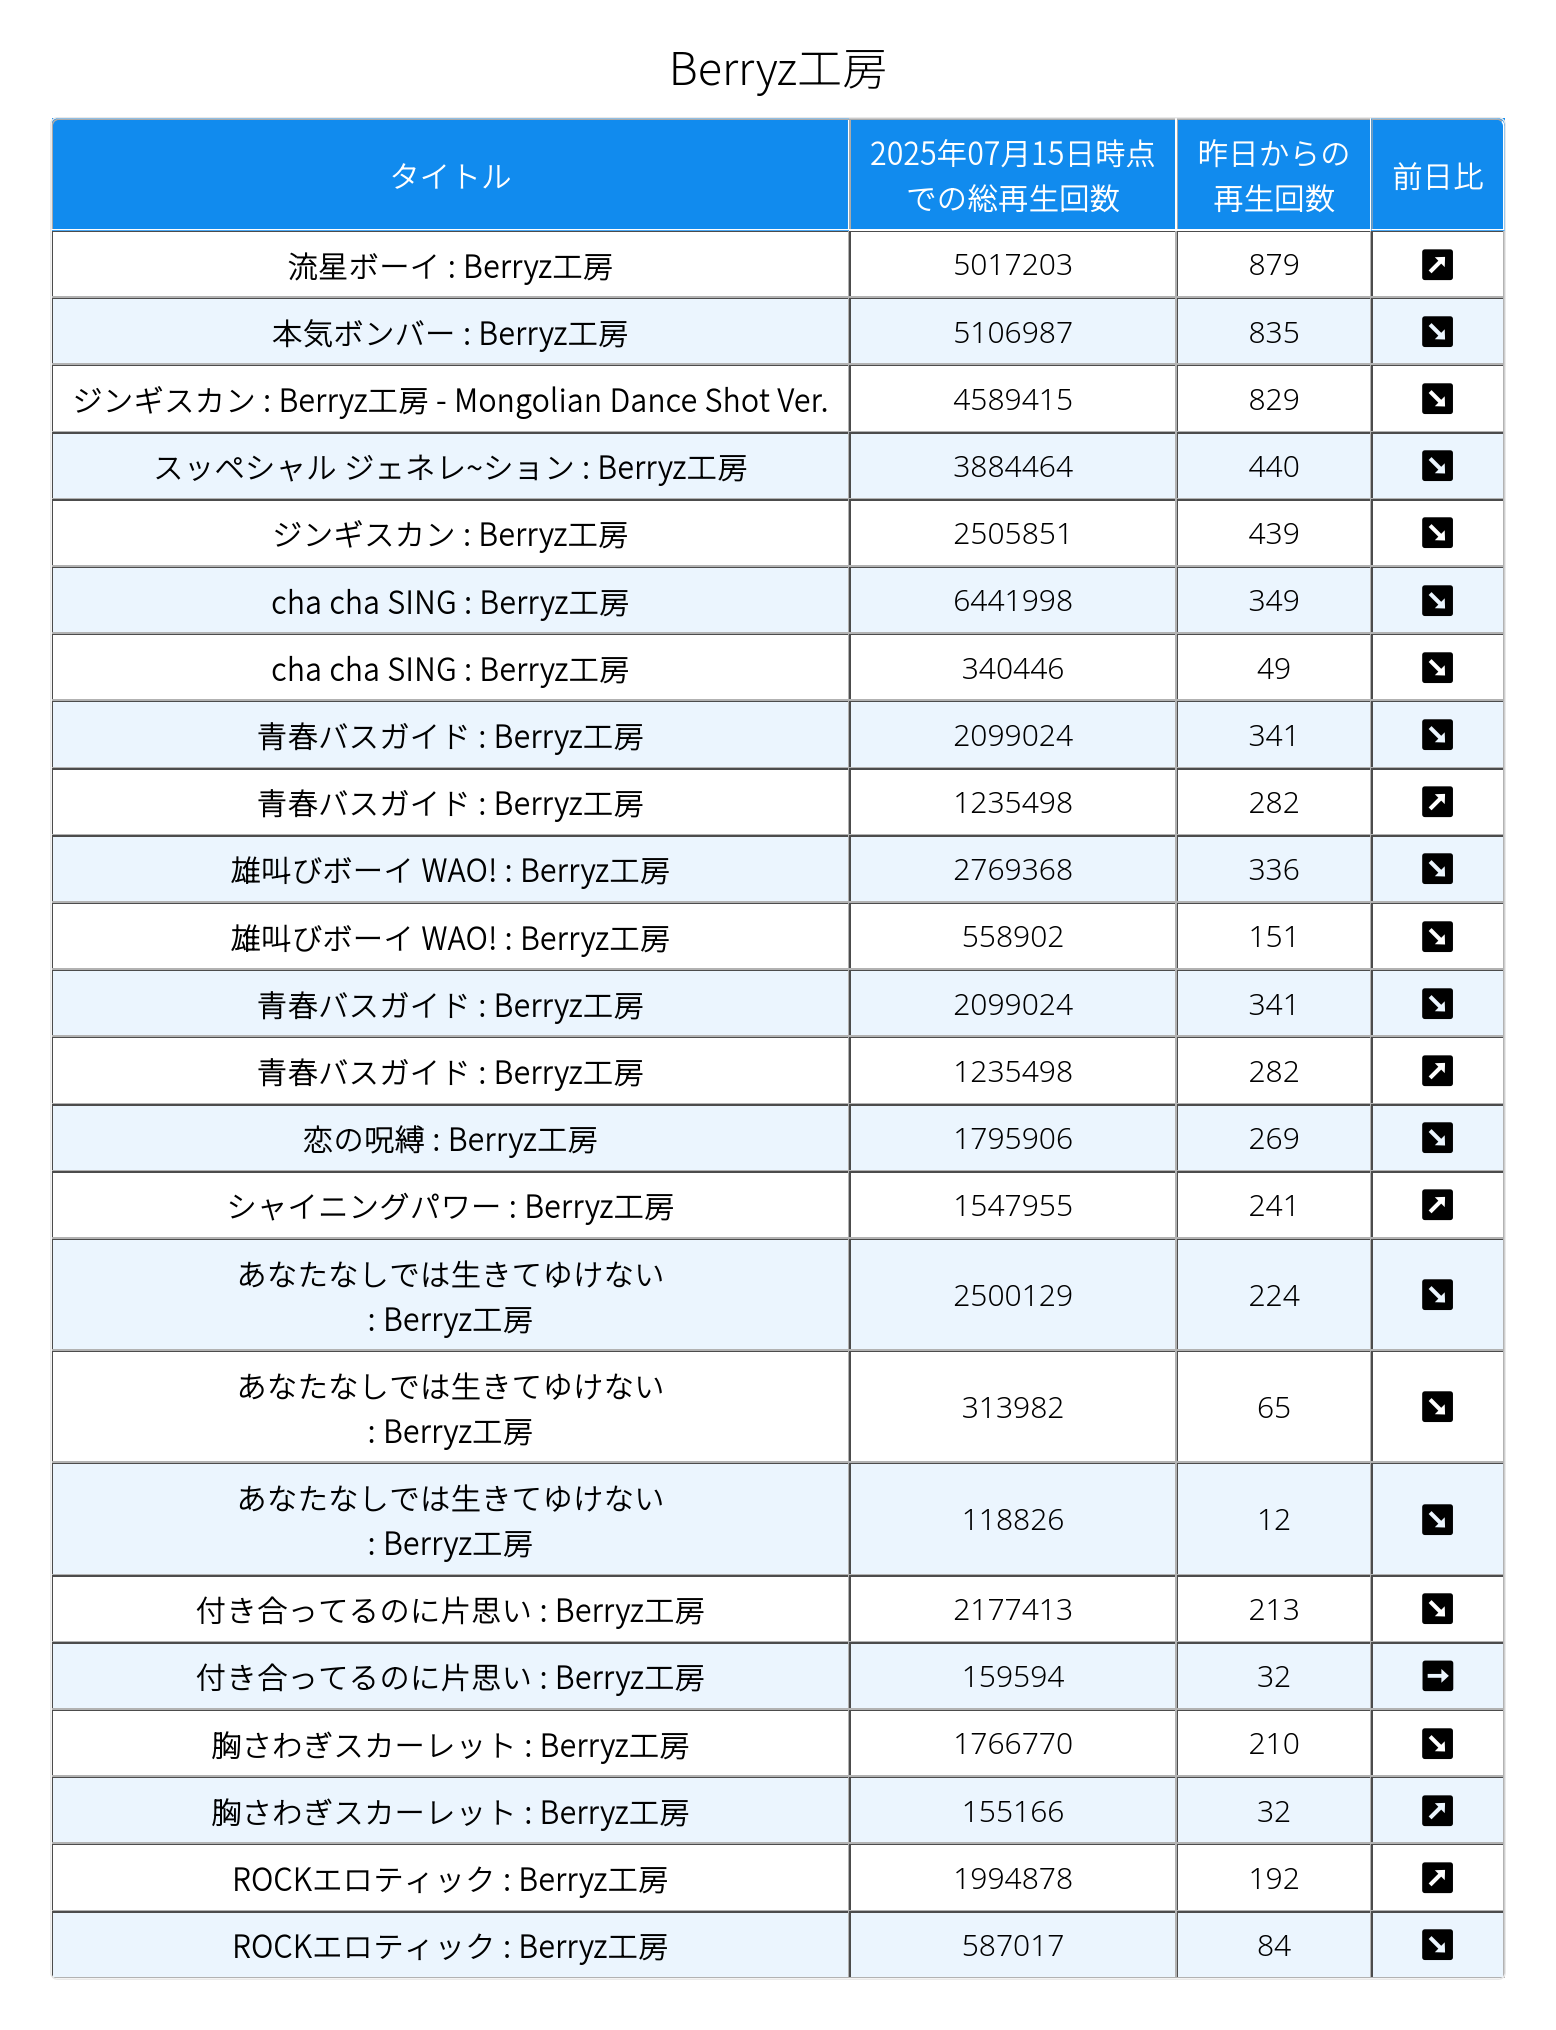 Berryz工房
タイトル 2025年07月15日時点での総再生回数 昨日からの再生回数 前日比
流星ボーイ : Berryz工房 5017203 879 ↗
本気ボンバー : Berryz工房 5106987 835 ↘
ジンギスカン : Berryz工房 - Mongolian Dance Shot Ver. 4589415 829 ↘
スッペシャル ジェネレ~ション : Berryz工房 3884464 440 ↘
ジンギスカン : Berryz工房 2505851 439 ↘
cha cha SING : Berryz工房 6441998 349 ↘
cha cha SING : Berryz工房 340446 49 ↘
青春バスガイド : Berryz工房 2099024 341 ↘
青春バスガイド : Berryz工房 1235498 282 ↗
雄叫びボーイ WAO! : Berryz工房 2769368 336 ↘
雄叫びボーイ WAO! : Berryz工房 558902 151 ↘
青春バスガイド : Berryz工房 2099024 341 ↘
青春バスガイド : Berryz工房 1235498 282 ↗
恋の呪縛 : Berryz工房 1795906 269 ↘
シャイニングパワー : Berryz工房 1547955 241 ↗
あなたなしでは生きてゆけない
: Berryz工房 2500129 224 ↘
あなたなしでは生きてゆけない
: Berryz工房 313982 65 ↘
あなたなしでは生きてゆけない
: Berryz工房 118826 12 ↘
付き合ってるのに片思い : Berryz工房 2177413 213 ↘
付き合ってるのに片思い : Berryz工房 159594 32 →
胸さわぎスカーレット : Berryz工房 1766770 210 ↘
胸さわぎスカーレット : Berryz工房 155166 32 ↗
ROCKエロティック : Berryz工房 1994878 192 ↗
ROCKエロティック : Berryz工房 587017 84 ↘